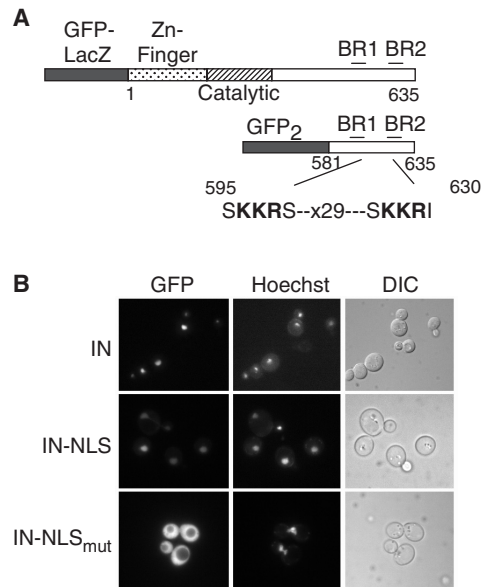 A
GFP-
LacZ
Zn-
Finger
BR1 BR2
1
Catalytic
635
GFP2
BR1 BR2
581
635
595
630
SKKRS--x29---SKKRI
B
GFP
Hoechst
DIC
IN
IN-NLS
IN-NLSmut